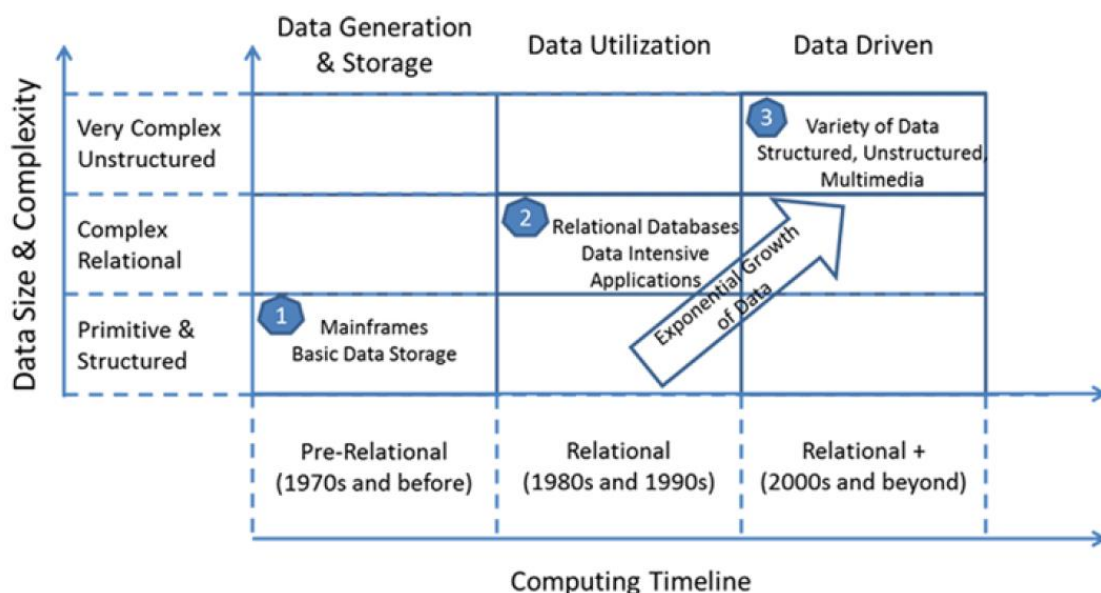 Data Generation
& Storage
Data Utilization
Data Driven
Data Size & Complexity
Very Complex
Unstructured
3
Variety of Data
Structured, Unstructured,
Multimedia
Complex
Relational
2
Relational Databases
Data Intensive
Applications
Exponential Growth
of Data
Primitive &
Structured
1
Mainframes
Basic Data Storage
Pre-Relational
(1970s and before)
Relational
(1980s and 1990s)
Relational +
(2000s and beyond)
Computing Timeline